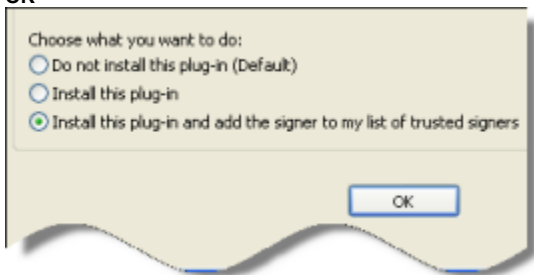 OK
Choose what you want to do:
Do not install this plug-in (Default)
Install this plug-in
Install this plug-in and add the signer to my list of trusted signers
OK